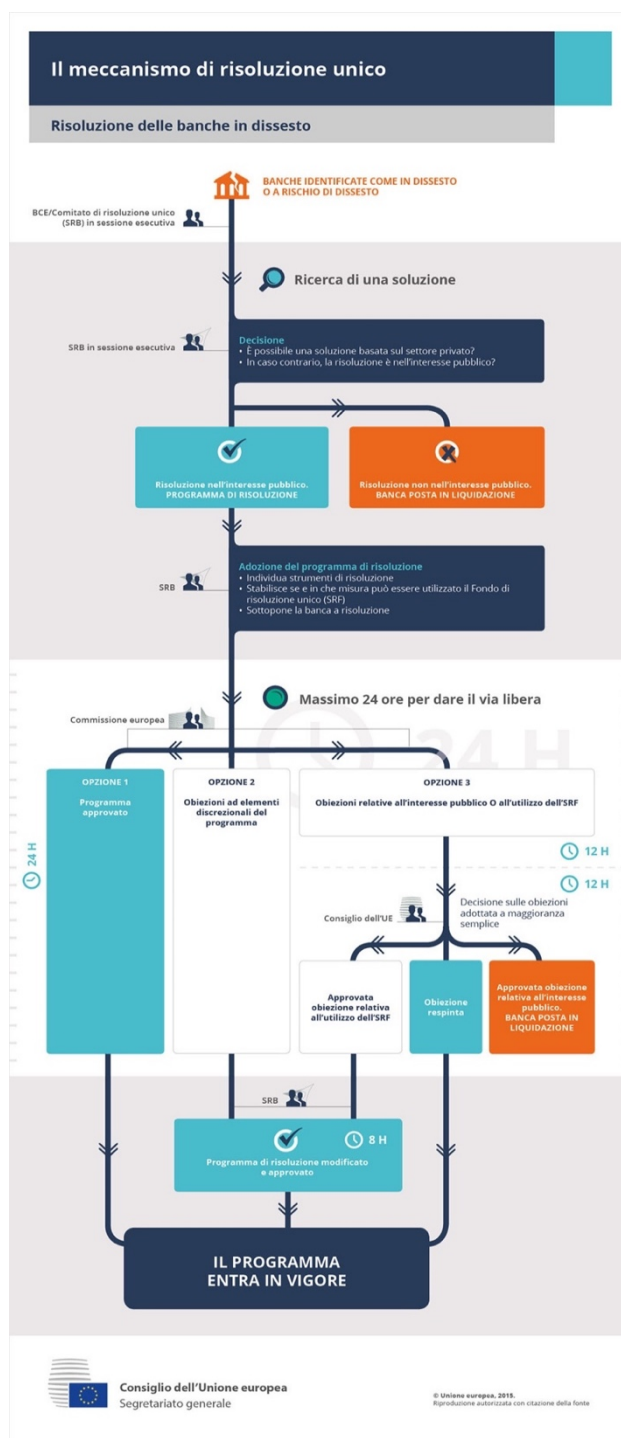 Il meccanismo di risoluzione unico
Risoluzione delle banche in dissesto
BANCHE IDENTIFICATE COME IN DISSESTO
O A RISCHIO DI DISSESTO
BCE/Comitato di risoluzione unico
(SRB) in sessione esecutiva
Ricerca di una soluzione
SRB in sessione esecutiva
Decisione
• È possibile una soluzione basata sul settore privato?
• In caso contrario, la risoluzione è nell'interesse pubblico?
Risoluzione nell'interesse pubblico.
PROGRAMMA DI RISOLUZIONE
Risoluzione non nell'interesse pubblico.
BANCA POSTA IN LIQUIDAZIONE
SRB
Adozione del programma di risoluzione
• Individua strumenti di risoluzione
• Stabilisce se e in che misura può essere utilizzato il Fondo di
risoluzione unico (SRF)
• Sottopone la banca a risoluzione
Massimo 24 ore per dare il via libera
Commissione europea
24 H
OPZIONE 1
Programma
approvato
OPZIONE 2
Obiezioni ad elementi
discrezionali del
programma
OPZIONE 3
Obiezioni relative all'interesse pubblico O all'utilizzo dell'SRF
24 H
12 H
12 H
Consiglio dell'UE
Decisione sulle obiezioni
adottata a maggioranza
semplice
Approvata
obiezione relativa
all'utilizzo dell'SRF
Obiezione
respinta
Approvata obiezione
relativa all'interesse
pubblico.
BANCA POSTA IN
LIQUIDAZIONE
SRB
8 H
Programma di risoluzione modificato
e approvato
IL PROGRAMMA
ENTRA IN VIGORE
Consiglio dell'Unione europea
Segretariato generale
© Unione europea, 2015.
Riproduzione autorizzata con citazione della fonte